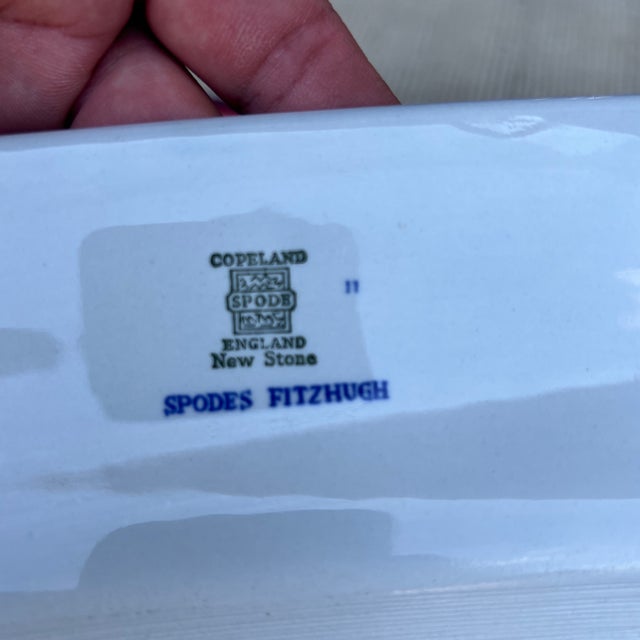 COPELAND
SPODE
ENGLAND
New Stone
SPODES FITZHUGH